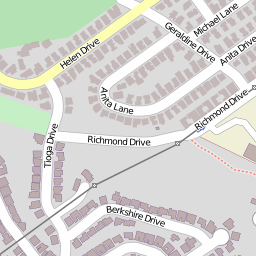 Michael Lane
Geraldine Drive
Helen Drive
Anita Drive
Anita Lane
Richmond Drive
Richmond Drive
Tioga Drive
Berkshire Drive